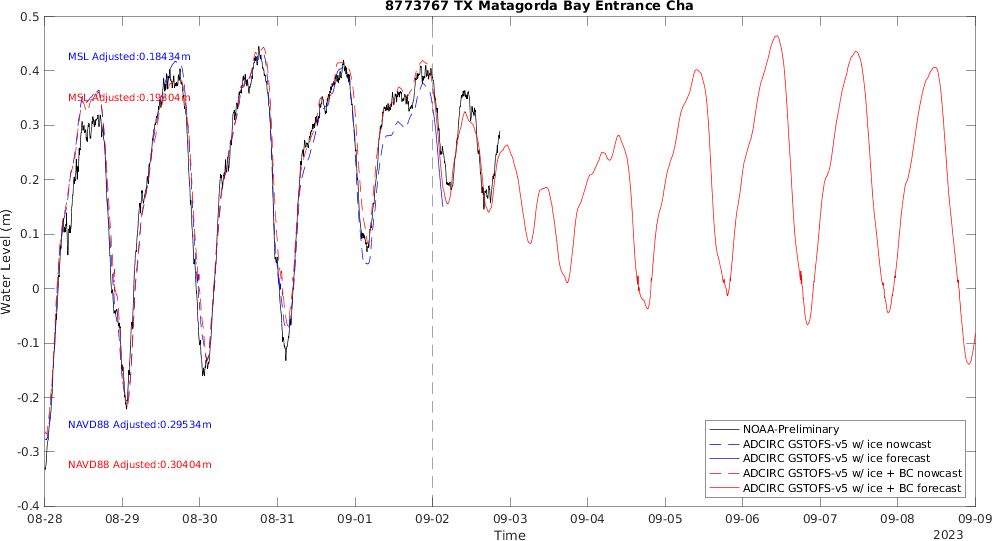 8773767 TX Matagorda Bay Entrance Cha
Water Level (m)
0.5
0.4
0.3
0.2
0.1
0
-0.1
-0.2
-0.3
-0.4
MSL Adjusted:0.18434m
MSL Adjusted:0.19304m
NAVD88 Adjusted:0.29534m
NAVD88 Adjusted:0.30404m
NOAA-Preliminary
ADCIRC GSTOFS-v5 w/ ice nowcast
ADCIRC GSTOFS-v5 w/ ice forecast
ADCIRC GSTOFS-v5 w/ ice + BC nowcast
ADCIRC GSTOFS-v5 w/ ice + BC forecast
08-28 08-29 08-30 08-31 09-01 09-02 09-03 09-04 09-05 09-06 09-07 09-08 09-09
Time
2023